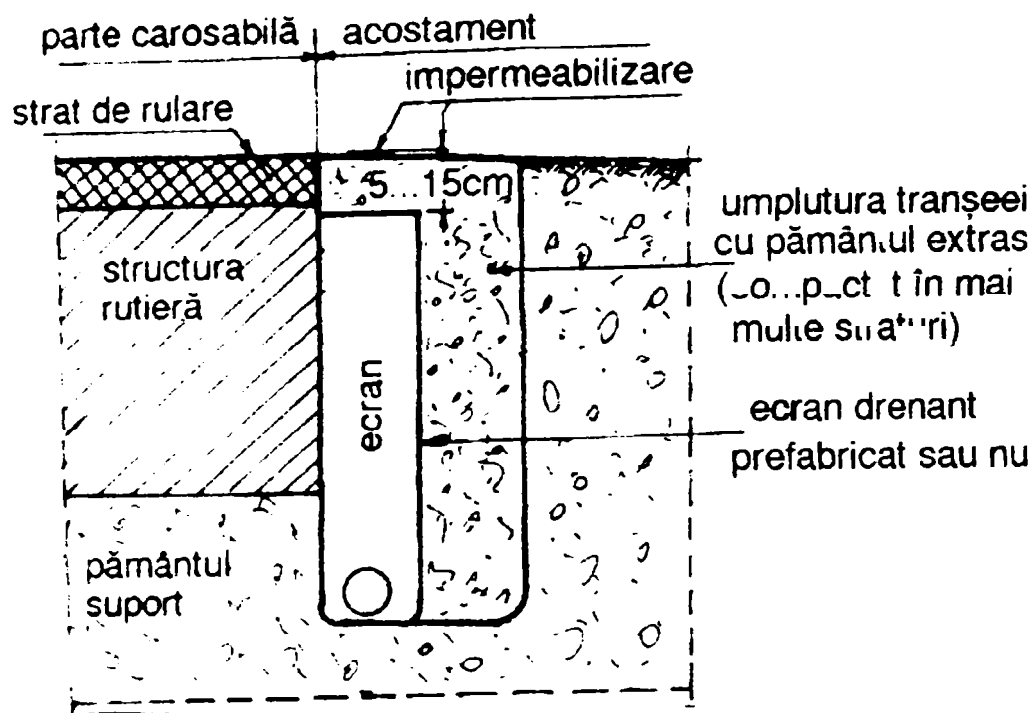 parte carosabilă acostament
impermeabilizare
strat de rulare
5...15cm
umplutura tranșeei
cu pământul extras
structura
rutieră
în mai
ecran
ecran drenant
prefabricat sau nu
pământul
suport